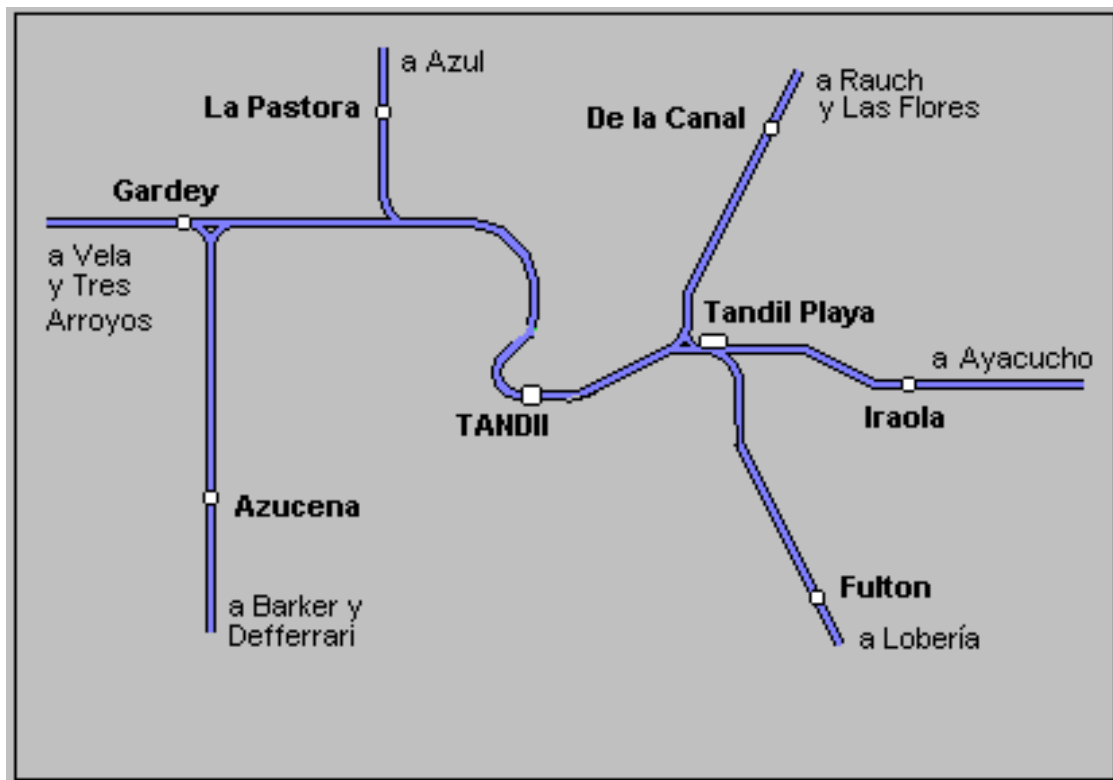 a Azul
La Pastora
a Rauch
y Las Flores
De la Canal
Gardey
a Vela
y Tres
Arroyos
Tandil Playa
a Ayacucho
Iraola
TANDIl
Azucena
Fulton
a Barker y
Defferrari
a Lobería